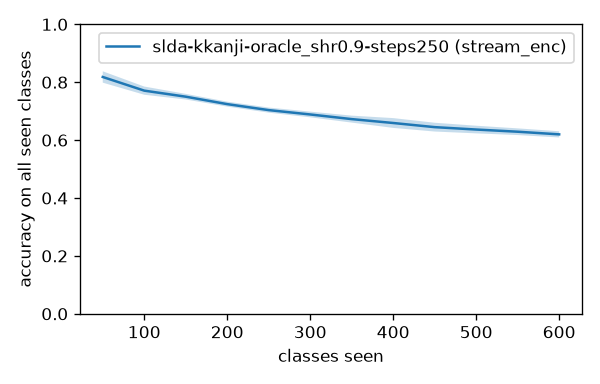 slda-kkanji-oracle_shr0.9-steps250 (stream_enc)
accuracy on all seen classes
1.0
0.8
0.6
0.4
0.2
0.0
100 200 300 400 500 600
classes seen